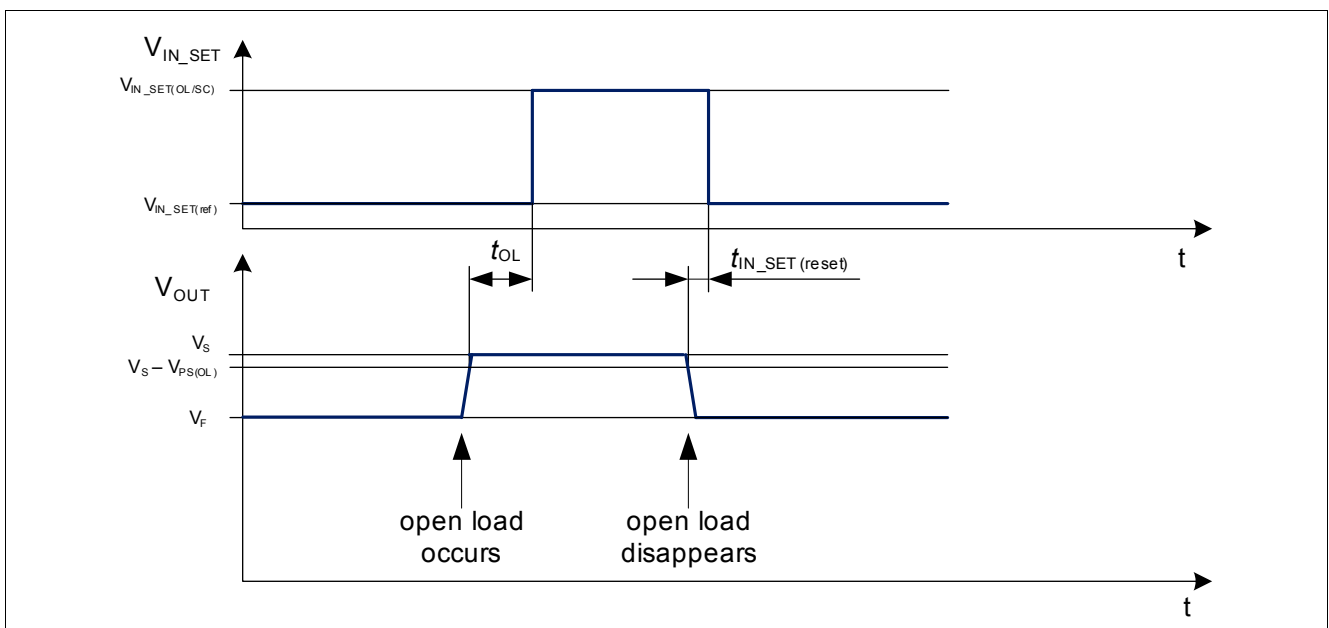 V_IN_SET
V_IN_SET(OL/SC)
V_IN_SET(ref)
t
t_OL
t_IN_SET(reset)
V_OUT
V_S
V_S – V_PS(OL)
V_F
open load
occurs
open load
disappears
t